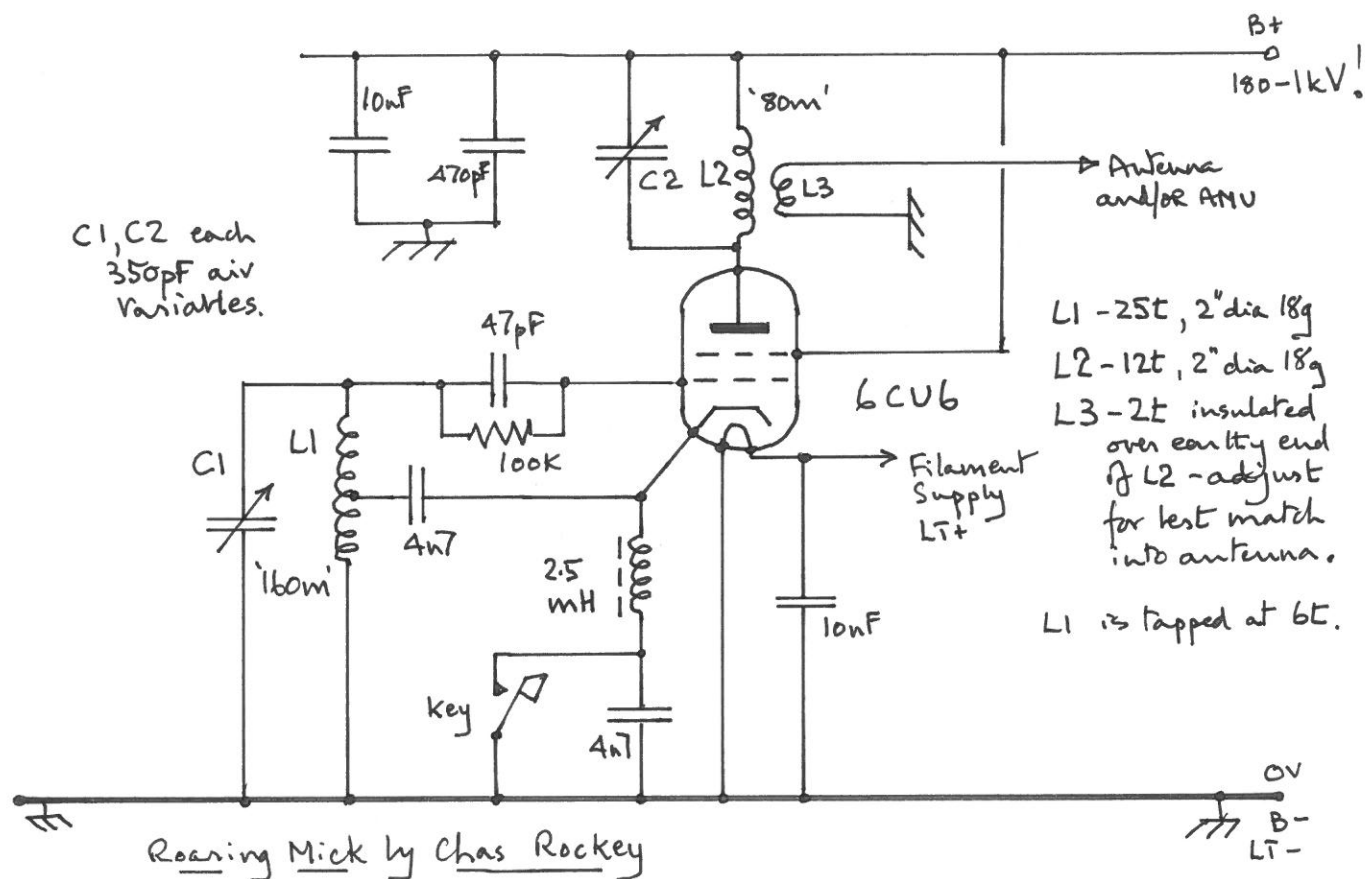 B+
180-1kV!
10nF
470pF
'80m'
C2
L2
L3
Antenna
and/or AMU
C1, C2 each
350pF air
variables.
47pF
100K
6CU6
L1 - 25t, 2" dia 18g
L2 - 12t, 2" dia 18g
L3 - 2t insulated
over earthy end
of L2 - adjust
for best match
into antenna.
L1 is tapped at 6t.
C1
L1
'160m'
4n7
2.5
mH
Filament
Supply
LT+
10nF
Key
4n7
0V
B-
LT-
Roaring Mick by Chas Rockey